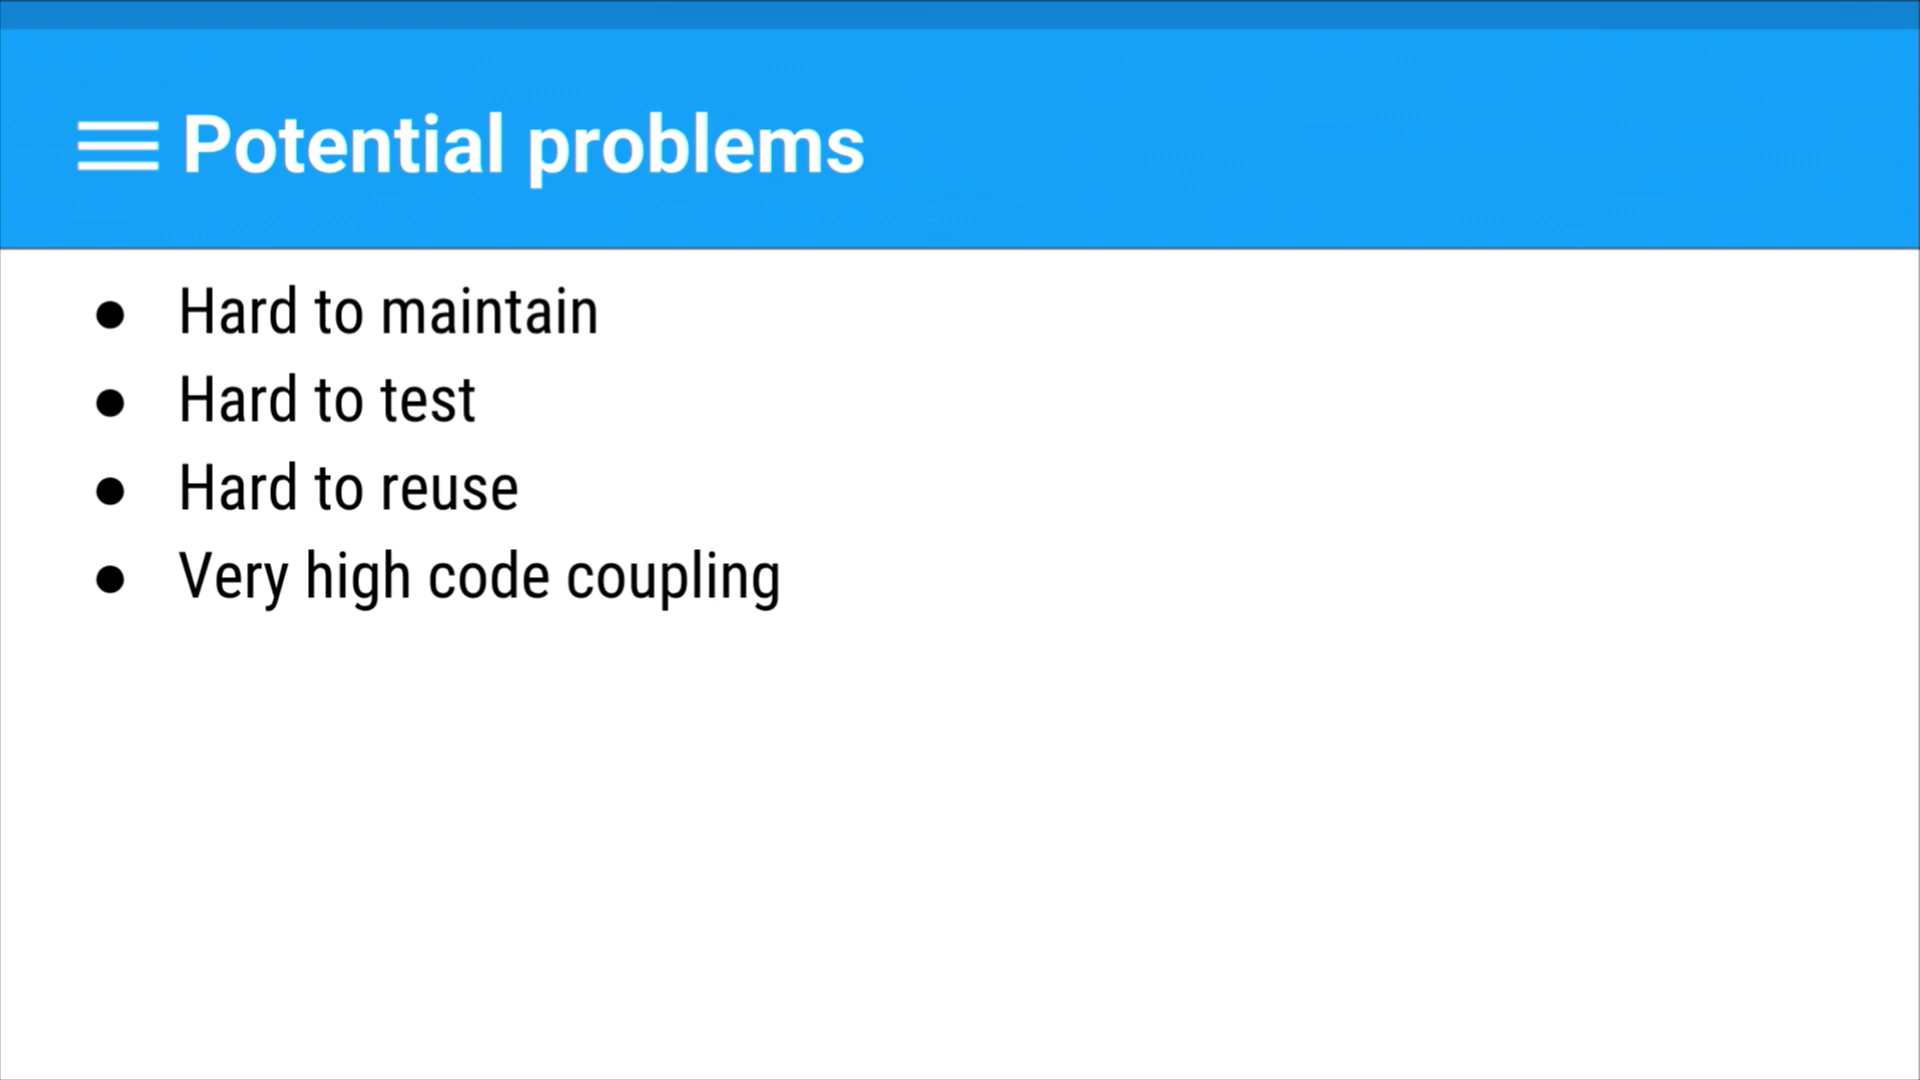 Potential problems
● Hard to maintain
● Hard to test
● Hard to reuse
● Very high code coupling